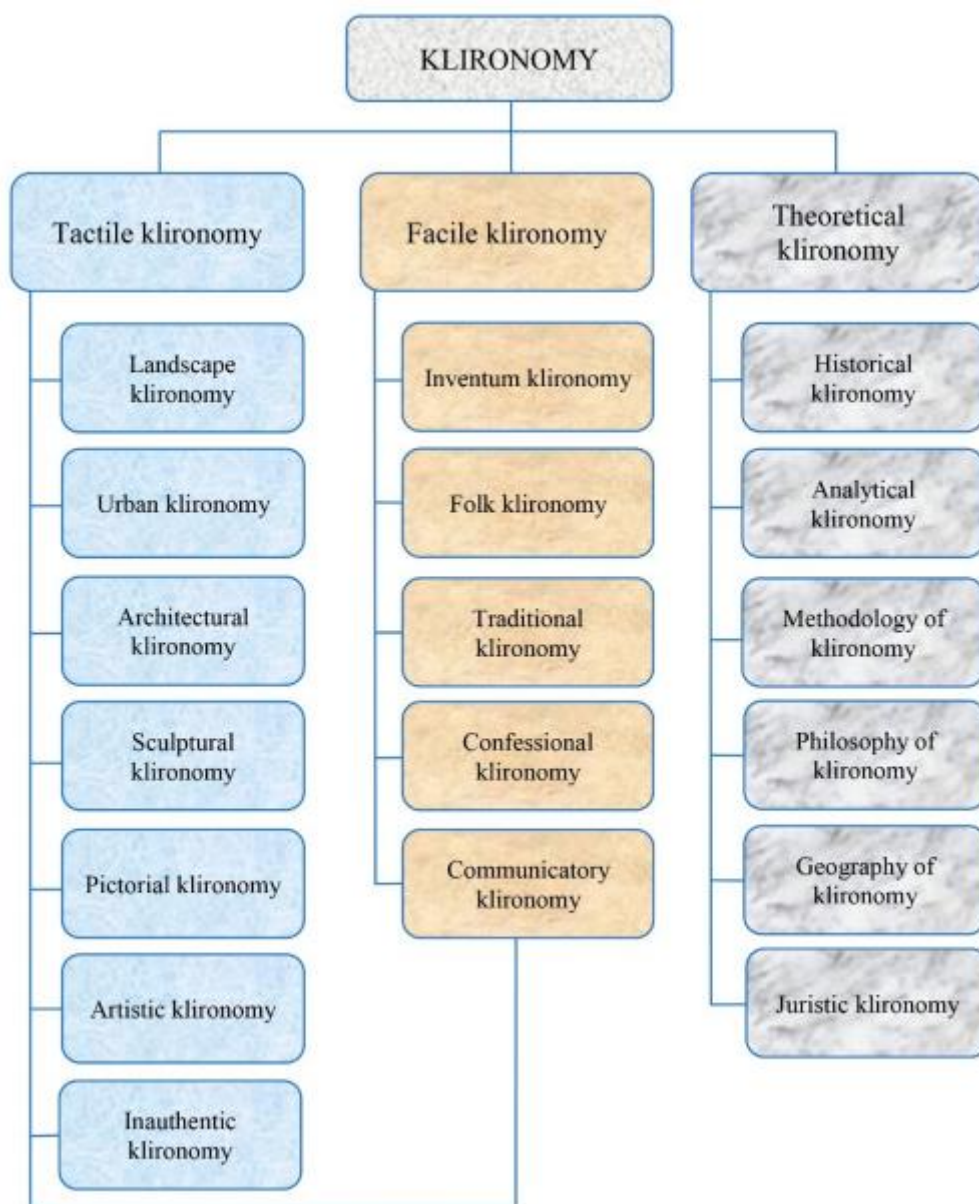 KLIRONOMY
Tactile klironomy
Landscape
klironomy
Urban klironomy
Architectural
klironomy
Sculptural
klironomy
Pictorial klironomy
Artistic klironomy
Inauthentic
klironomy
Facile klironomy
Inventum klironomy
Folk klironomy
Traditional
klironomy
Confessional
klironomy
Communicatory
klironomy
Theoretical
klironomy
Historical
klironomy
Analytical
klironomy
Methodology of
klironomy
Philosophy of
klironomy
Geography of
klironomy
Juristic klironomy